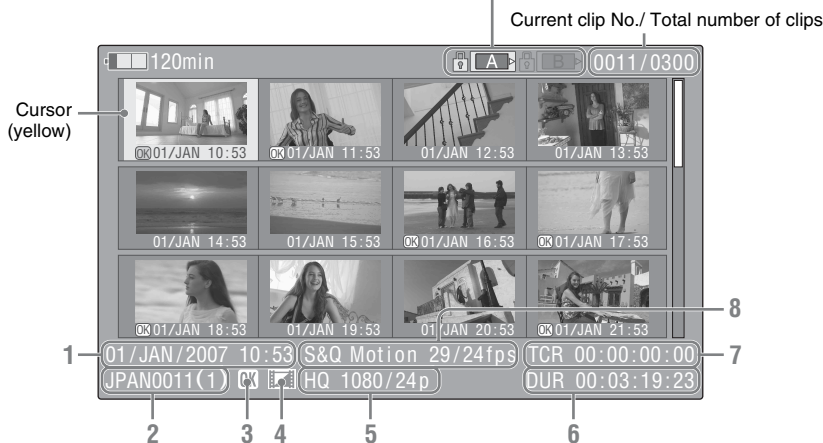 Current clip No./ Total number of clips
120min A B 0011/0300
Cursor
(yellow)
OK 01/JAN 10:53 OK 01/JAN 11:53 01/JAN 12:53 01/JAN 13:53
01/JAN 14:53 01/JAN 15:53 OK 01/JAN 16:53 OK 01/JAN 17:53
OK 01/JAN 18:53 01/JAN 19:53 01/JAN 20:53 OK 01/JAN 21:53
8
1 01/JAN/2007 10:53 S&Q Motion 29/24fps TCR 00:00:00:00 7
JPAN0011(1) OK HQ 1080/24p DUR 00:03:19:23
2 3 4 5 6